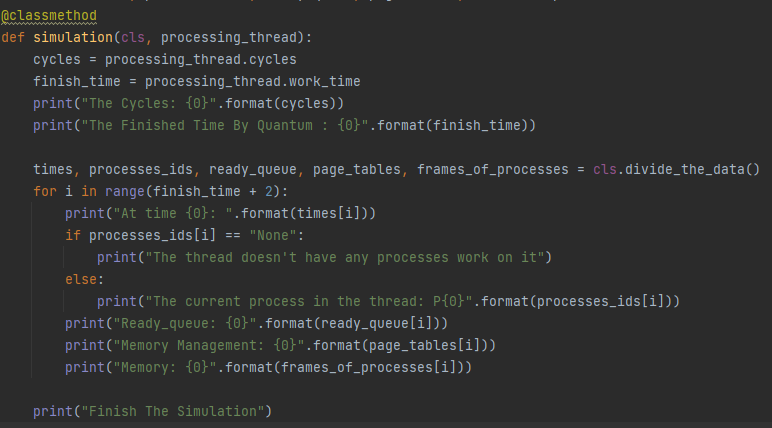 @classmethod
def simulation(cls, processing_thread):
    cycles = processing_thread.cycles
    finish_time = processing_thread.work_time
    print("The Cycles: {0}".format(cycles))
    print("The Finished Time By Quantum : {0}".format(finish_time))

    times, processes_ids, ready_queue, page_tables, frames_of_processes = cls.divide_the_data()
    for i in range(finish_time + 2):
        print("At time {0}: ".format(times[i]))
        if processes_ids[i] == "None":
            print("The thread doesn't have any processes work on it")
        else:
            print("The current process in the thread: P{0}".format(processes_ids[i]))
        print("Ready_queue: {0}".format(ready_queue[i]))
        print("Memory Management: {0}".format(page_tables[i]))
        print("Memory: {0}".format(frames_of_processes[i]))

    print("Finish The Simulation")